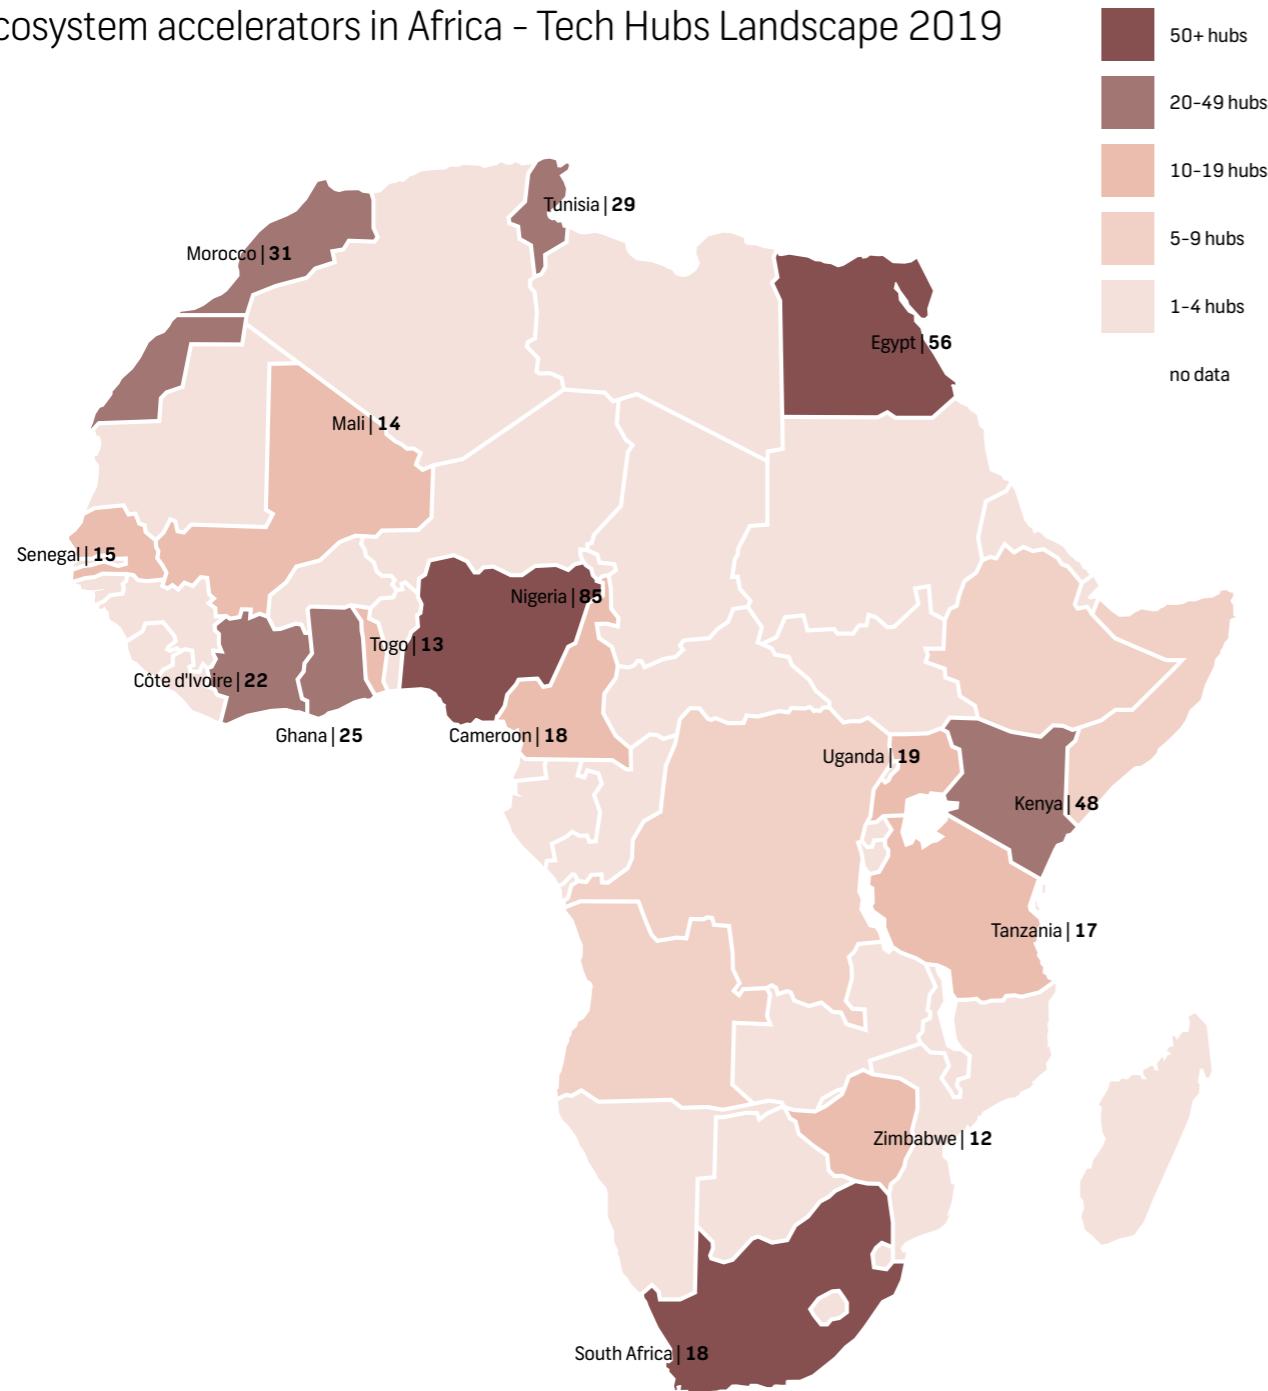 cosystem accelerators in Africa - Tech Hubs Landscape 2019
50+ hubs
20-49 hubs
10-19 hubs
5-9 hubs
1-4 hubs
no data
Tunisia | 29
Morocco | 31
Egypt | 56
Mali | 14
Senegal | 15
Nigeria | 85
Togo | 13
Côte d'Ivoire | 22
Ghana | 25
Cameroon | 18
Uganda | 19
Kenya | 48
Tanzania | 17
Zimbabwe | 12
South Africa | 18